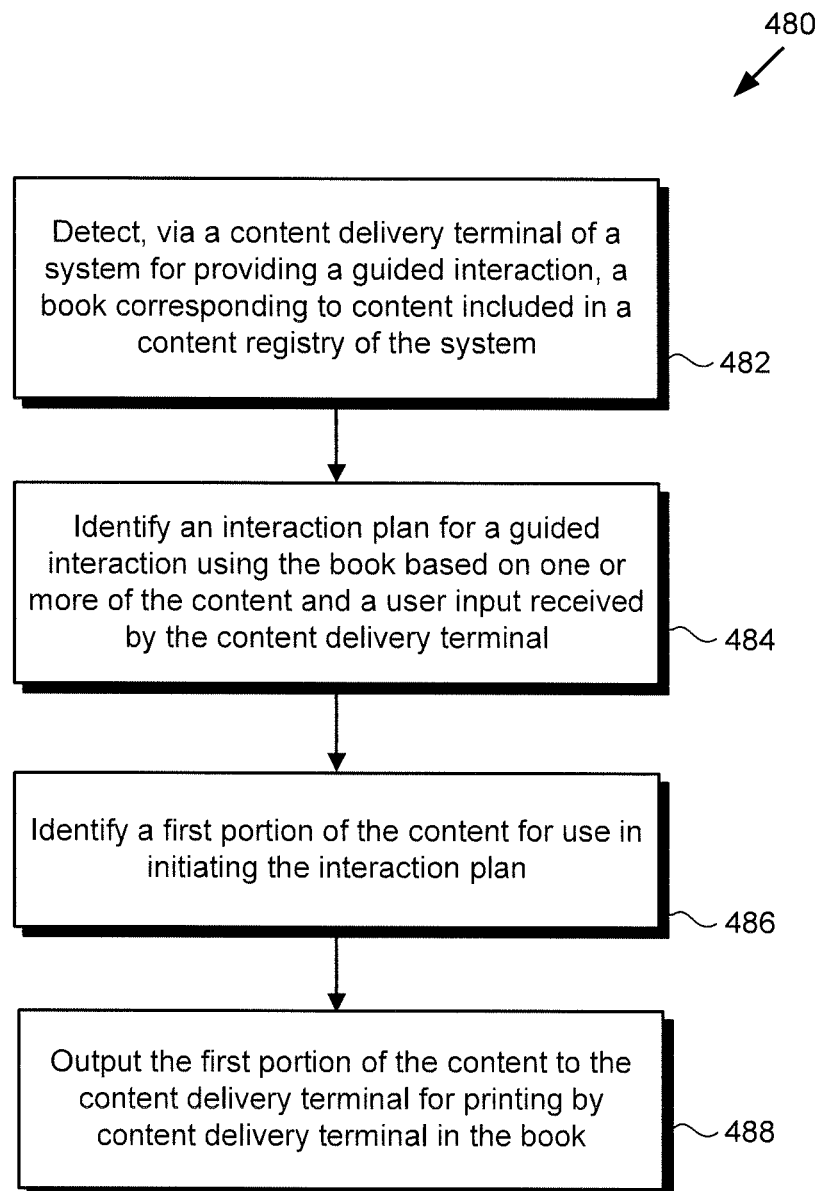 480
Detect, via a content delivery terminal of a
system for providing a guided interaction, a
book corresponding to content included in a
content registry of the system
482
Identify an interaction plan for a guided
interaction using the book based on one or
more of the content and a user input received
by the content delivery terminal
484
Identify a first portion of the content for use in
initiating the interaction plan
486
Output the first portion of the content to the
content delivery terminal for printing by
content delivery terminal in the book
488